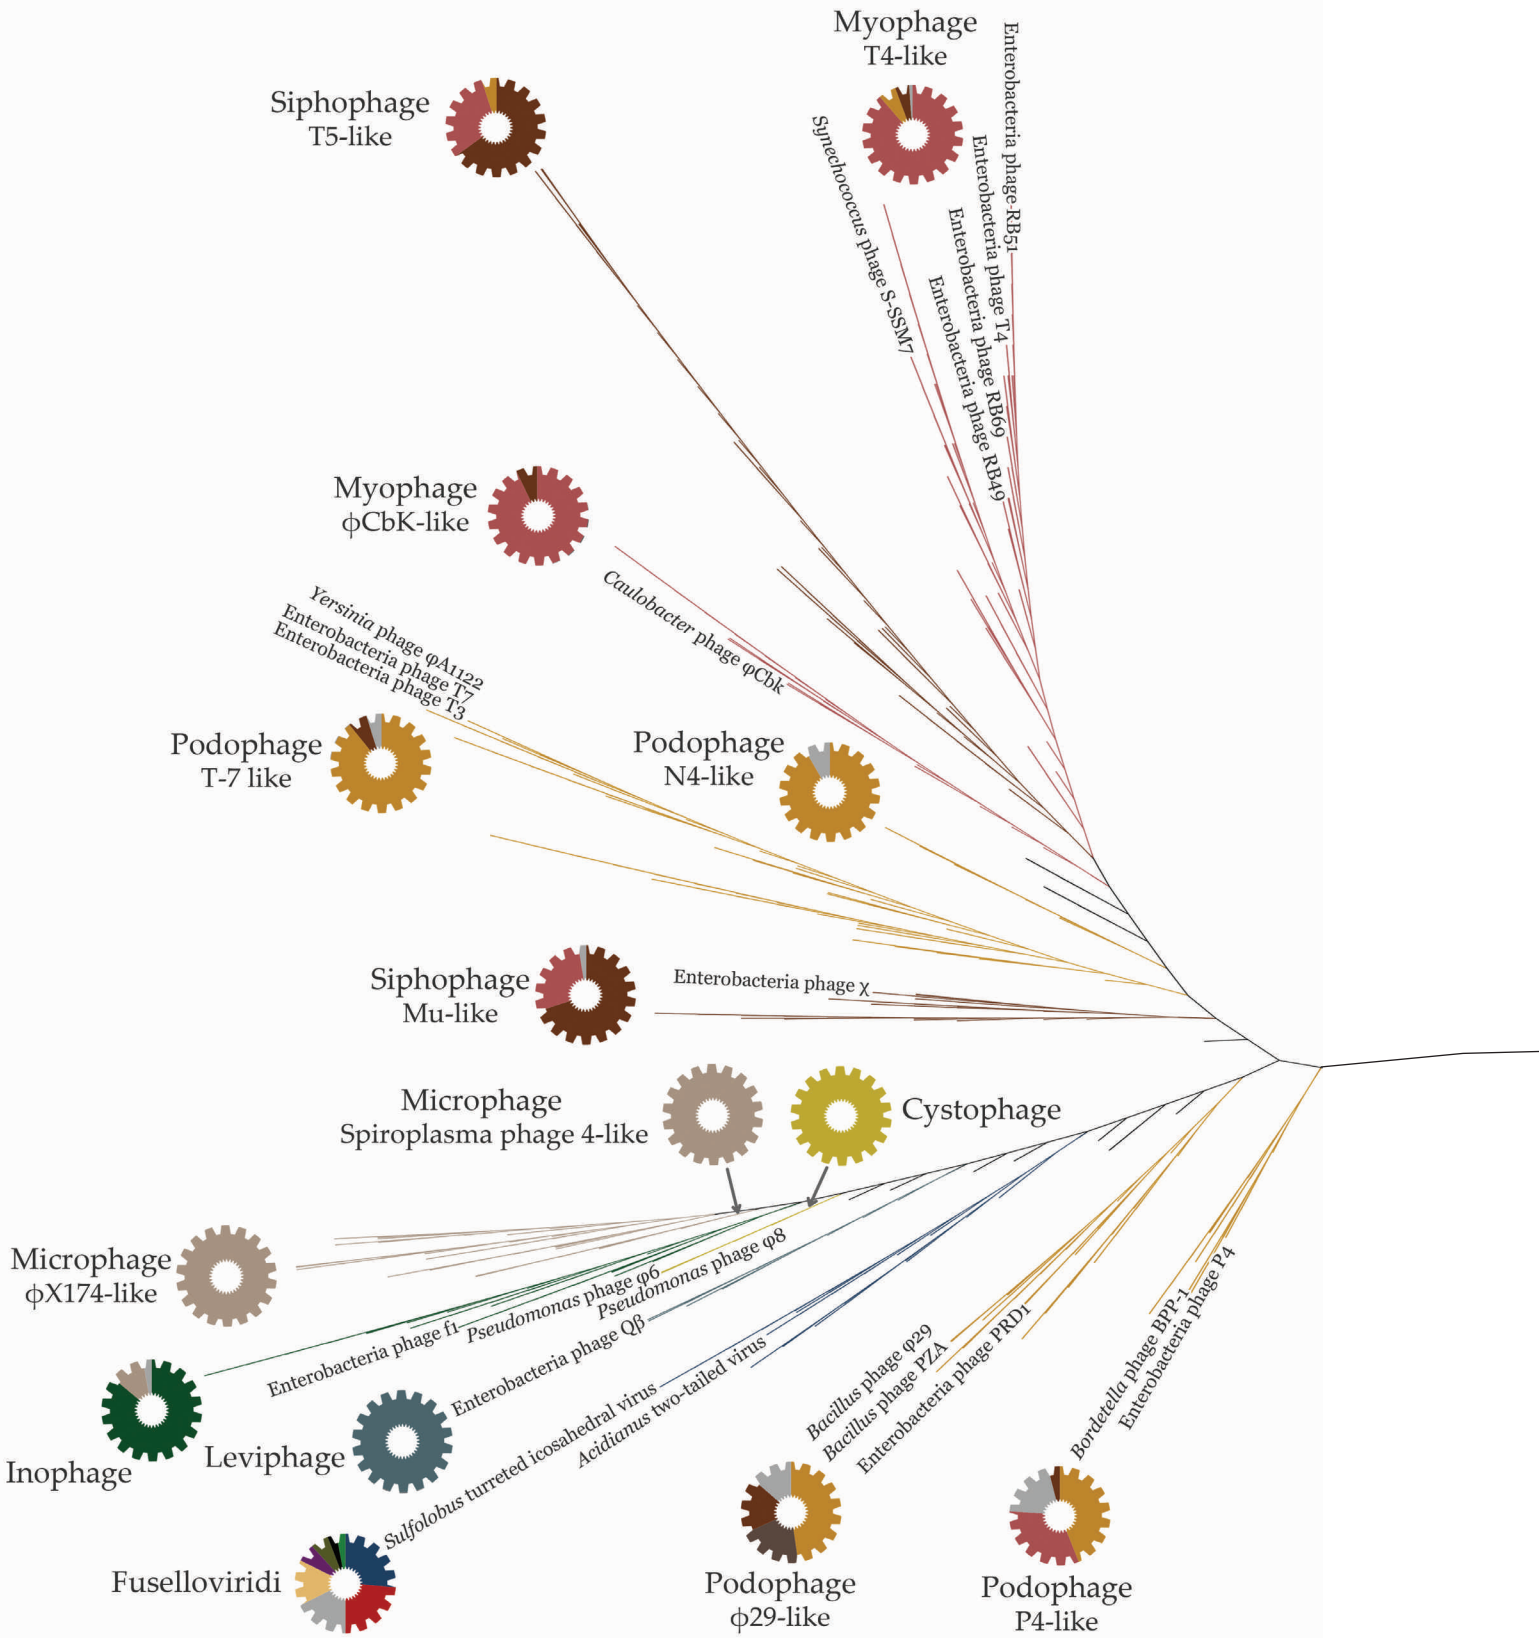 Myophage
T4-like
Enterobacteria phage-RB51
Enterobacteria phage T4
Enterobacteria phage RB69
Enterobacteria phage RB49
Synechococcus phage S-SSM7
Siphophage
T5-like
Myophage
ϕCbK-like
Caulobacter phage φCbk
Yersinia phage φA1122
Enterobacteria phage T7
Enterobacteria phage T3
Podophage
T-7 like
Podophage
N4-like
Siphophage
Mu-like
Enterobacteria phage χ
Microphage
Spiroplasma phage 4-like
Cystophage
Microphage
ϕX174-like
Pseudomonas phage φ8
Pseudomonas phage φ6
Enterobacteria phage f1
Enterobacteria phage Qβ
Inophage
Leviphage
Sulfolobus turreted icosahedral virus
Acidianus two-tailed virus
Fuselloviridi
Bacillus phage φ29
Bacillus phage PZA
Enterobacteria phage PRD1
Bordetella phage BPP-1
Enterobacteria phage P4
Podophage
ϕ29-like
Podophage
P4-like